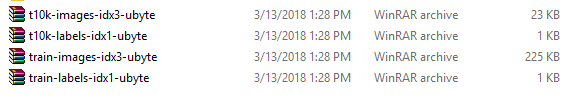 t10k-images-idx3-ubyte 3/13/2018 1:28 PM WinRAR archive 23 KB
t10k-labels-idx1-ubyte 3/13/2018 1:28 PM WinRAR archive 1 KB
train-images-idx3-ubyte 3/13/2018 1:28 PM WinRAR archive 225 KB
train-labels-idx1-ubyte 3/13/2018 1:28 PM WinRAR archive 1 KB